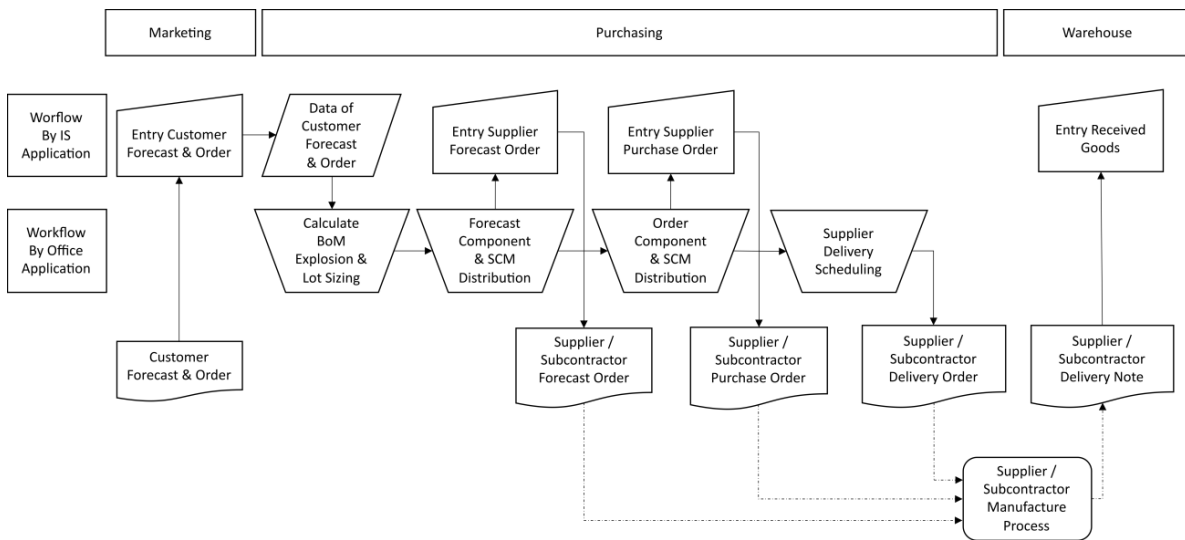 Marketing
Purchasing
Warehouse
Worflow
By IS
Application
Entry Customer
Forecast & Order
Data of
Customer
Forecast
& Order
Entry Supplier
Forecast Order
Entry Supplier
Purchase Order
Entry Received
Goods
Workflow
By Office
Application
Calculate
BoM
Explosion &
Lot Sizing
Forecast
Component
& SCM
Distribution
Order
Component
& SCM
Distribution
Supplier
Delivery
Scheduling
Customer
Forecast & Order
Supplier /
Subcontractor
Forecast Order
Supplier /
Subcontractor
Purchase Order
Supplier /
Subcontractor
Delivery Order
Supplier /
Subcontractor
Delivery Note
Supplier /
Subcontractor
Manufacture
Process